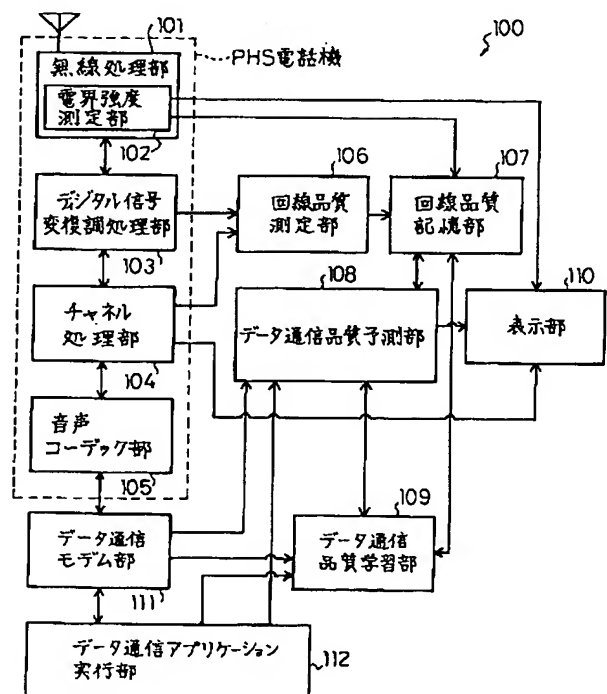 101
100
PHS電話機
無線処理部
電界強度
測定部
102
106
107
デジタル信号
変復調処理部
103
回線品質
測定部
回線品質
記憶部
108
110
チャネル
処理部
104
データ通信品質予測部
表示部
音声
コーデック部
105
109
データ通信
モデム部
111
データ通信
品質学習部
データ通信アプリケーション
実行部
112